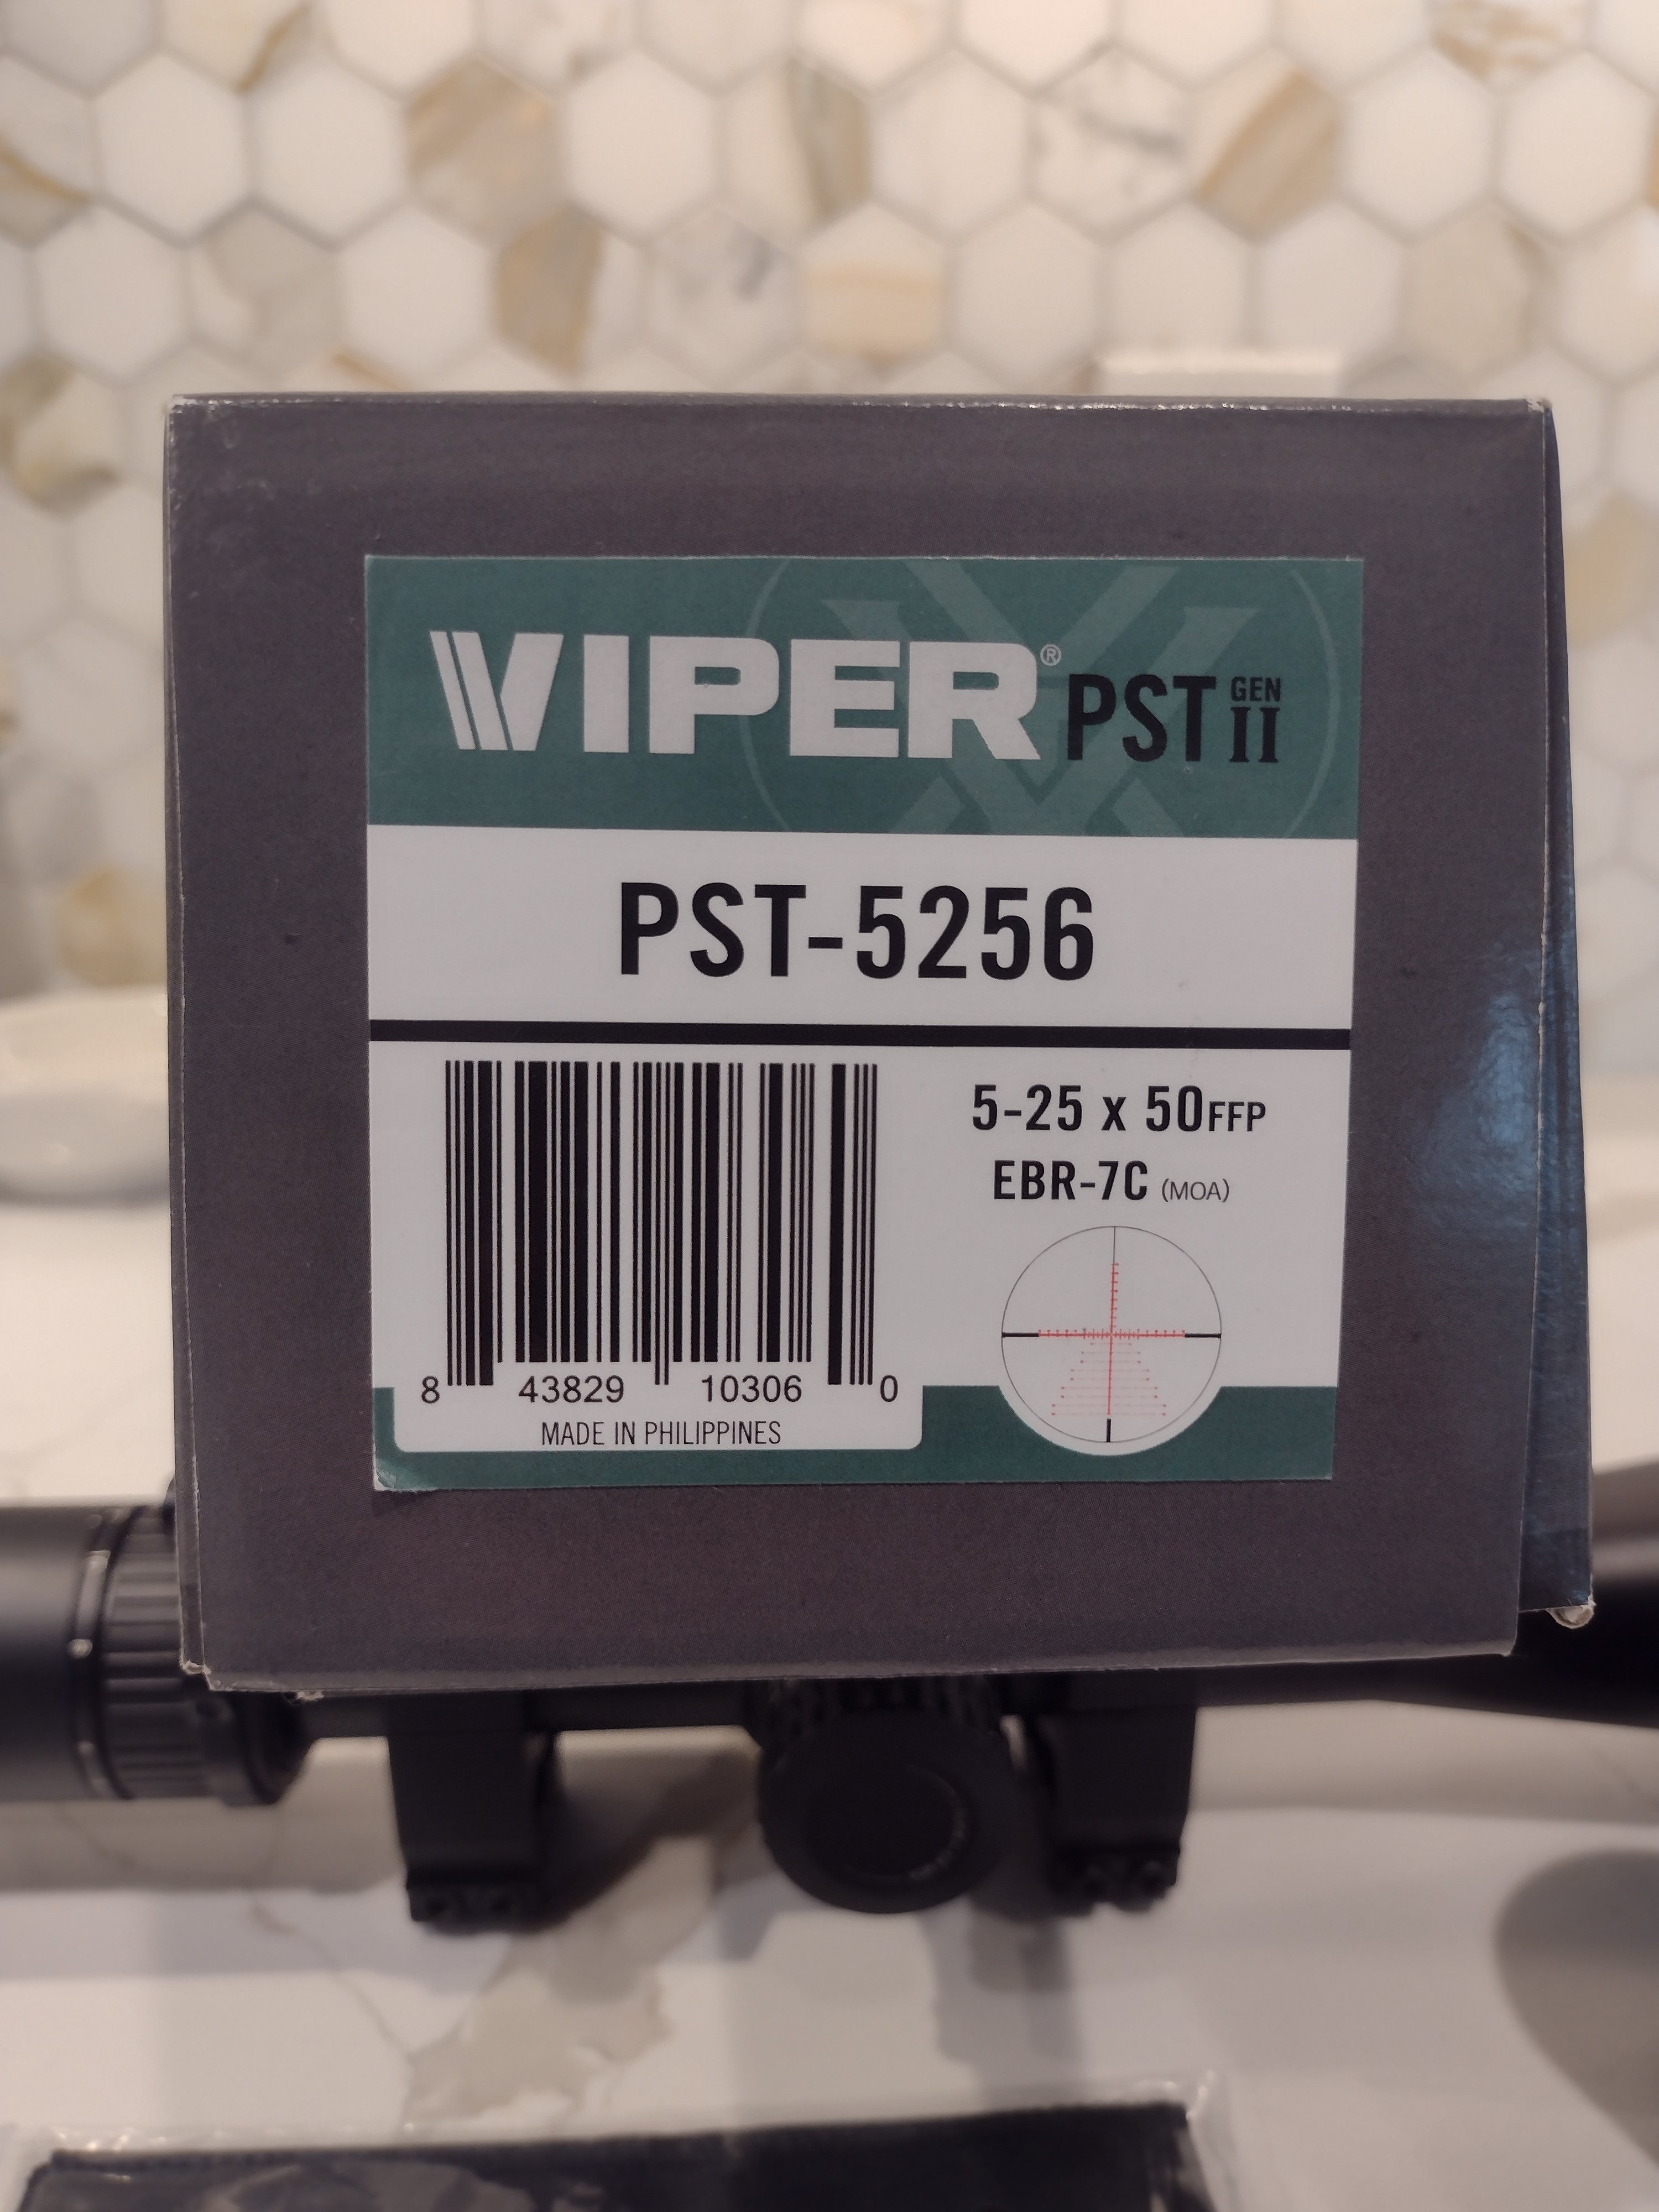 VIPER® PST GEN II
PST-5256
5-25 x 50FFP
EBR-7C (MOA)
8 43829 10306 0
MADE IN PHILIPPINES